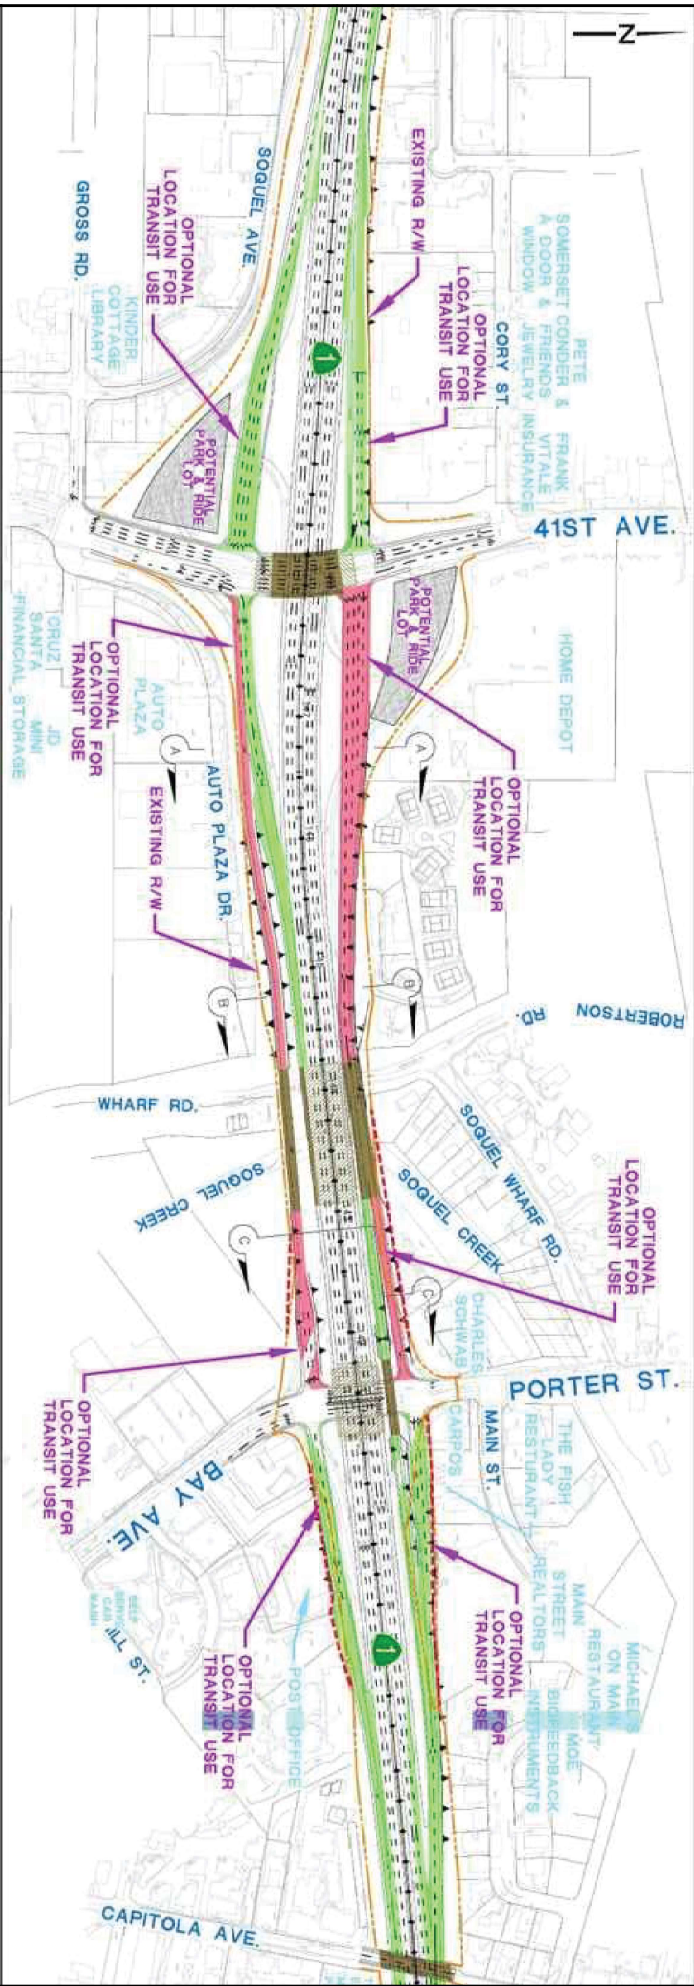 N
EXISTING R/W
SOQUEL AVE.
GROSS RD.
OPTIONAL
LOCATION FOR
TRANSIT USE
OPTIONAL
LOCATION FOR
TRANSIT USE
CORY ST.
PETE
SOMERSET CONDER &
A DOOR & FRIENDS
WINDOW JEWELRY
FRANK
VITALE
INSURANCE
KINDER
COTTAGE
LIBRARY
1
POTENTIAL
PARK & RIDE
LOT
41ST AVE.
POTENTIAL
PARK & RIDE
LOT
HOME DEPOT
CRUZ
SANTA
FINANCIAL
JD
MINI
STORAGE
OPTIONAL
LOCATION FOR
TRANSIT USE
AUTO
PLAZA
A
A
OPTIONAL
LOCATION FOR
TRANSIT USE
AUTO PLAZA DR.
EXISTING R/W
B
B
ROBERTSON
RD.
WHARF RD.
SOQUEL WHARF RD.
SOQUEL CREEK
SOQUEL CREEK
OPTIONAL
LOCATION FOR
TRANSIT USE
C
C
CHARLES
SCHWAB
PORTER ST.
OPTIONAL
LOCATION FOR
TRANSIT USE
BAY AVE.
CARPOS
MAIN ST.
THE FISH
LADY
RESTURANT
MAIN
STREET
REALTORS
MICHAEL'S
ON MAIN
RESTAURANT
MOE
BIOFEEDBACK
INSTRUMENTS
OPTIONAL
LOCATION FOR
TRANSIT USE
OPTIONAL
LOCATION FOR
TRANSIT USE
1
SELF
SERVE
CAR
ILL ST.
POST OFFICE
CAPITOLA AVE.